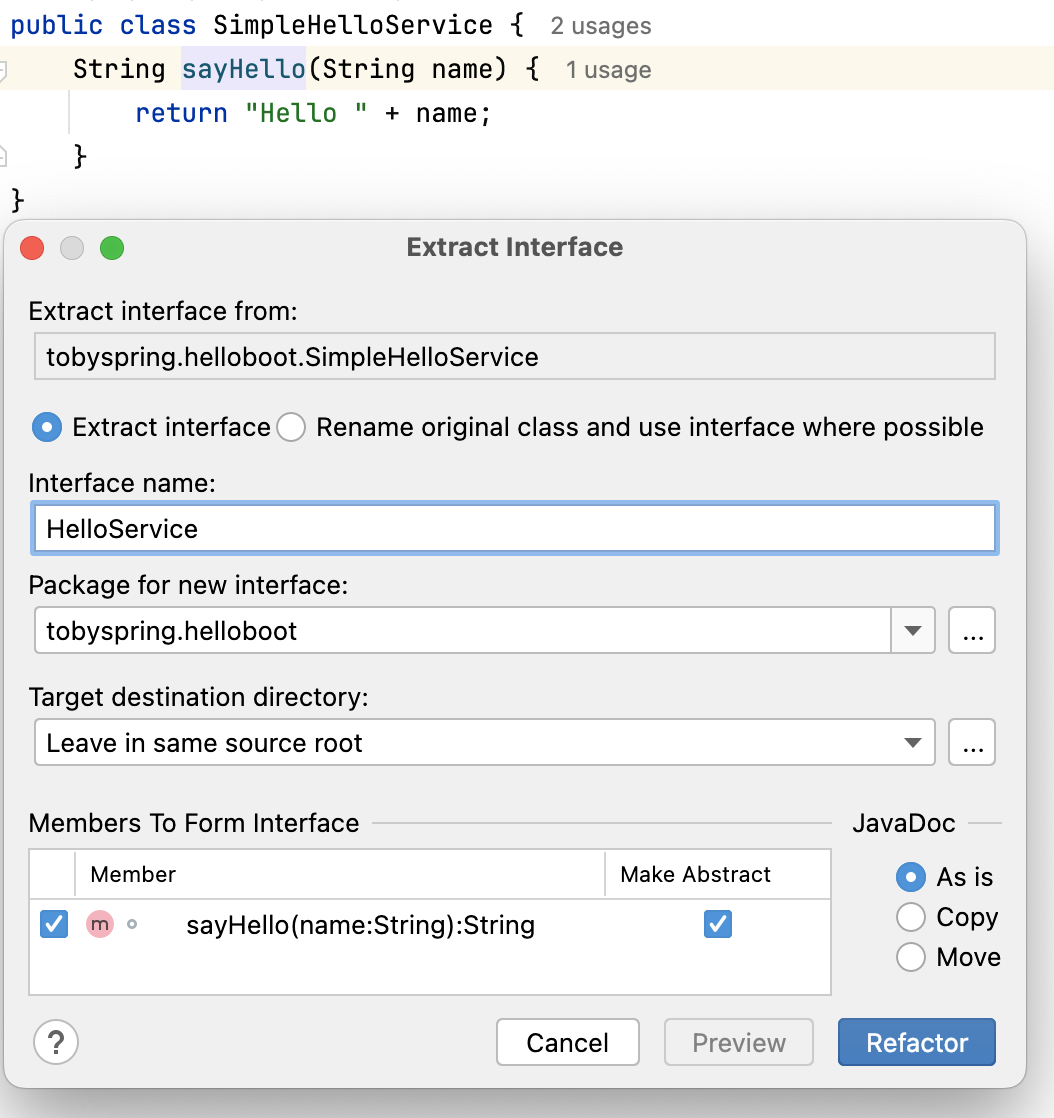 public class SimpleHelloService {   2 usages
    String sayHello(String name) {   1 usage
        return "Hello " + name;
    }
}
Extract Interface
Extract interface from:
tobyspring.helloboot.SimpleHelloService
Extract interface Rename original class and use interface where possible
Interface name:
HelloService
Package for new interface:
tobyspring.helloboot ...
Target destination directory:
Leave in same source root ...
Members To Form Interface JavaDoc
Member Make Abstract
As is
m sayHello(name:String):String
Copy
Move
? Cancel Preview Refactor